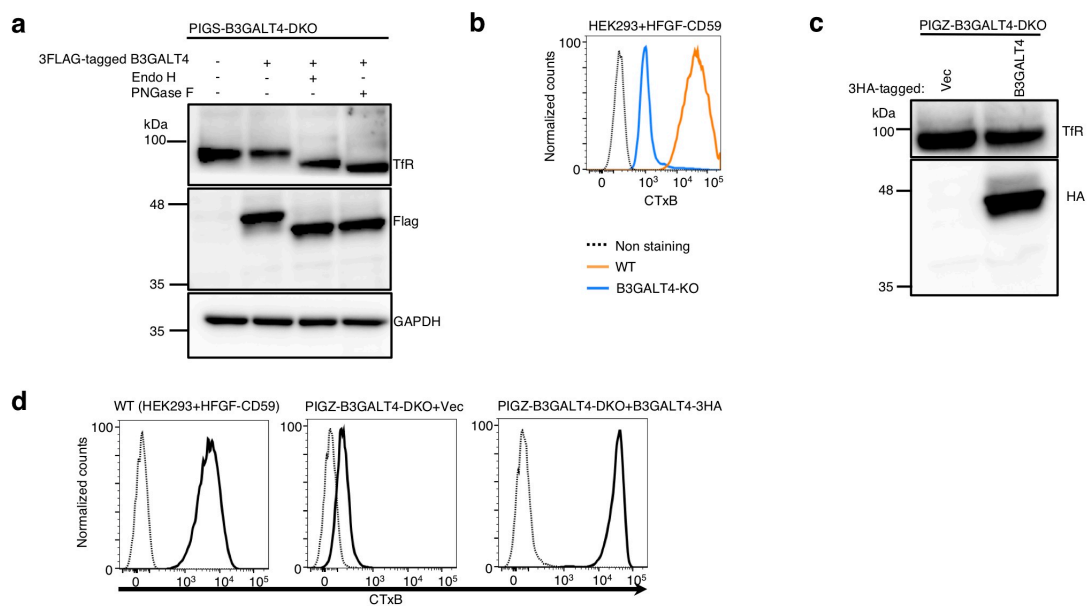 a
PIGS-B3GALT4-DKO
3FLAG-tagged B3GALT4 - + + +
Endo H - - + -
PNGase F - - - +
kDa
100
TfR
48
Flag
35
GAPDH
35
b
HEK293+HFGF-CD59
Normalized counts
100
0
0 10³ 10⁴ 10⁵
CTxB
Non staining
WT
B3GALT4-KO
c
PIGZ-B3GALT4-DKO
3HA-tagged: Vec B3GALT4
kDa
100
TfR
48
HA
35
d
WT (HEK293+HFGF-CD59) PIGZ-B3GALT4-DKO+Vec PIGZ-B3GALT4-DKO+B3GALT4-3HA
Normalized counts
100 100 100
0 0 0
0 10³ 10⁴ 10⁵ 0 10³ 10⁴ 10⁵ 0 10³ 10⁴ 10⁵
CTxB